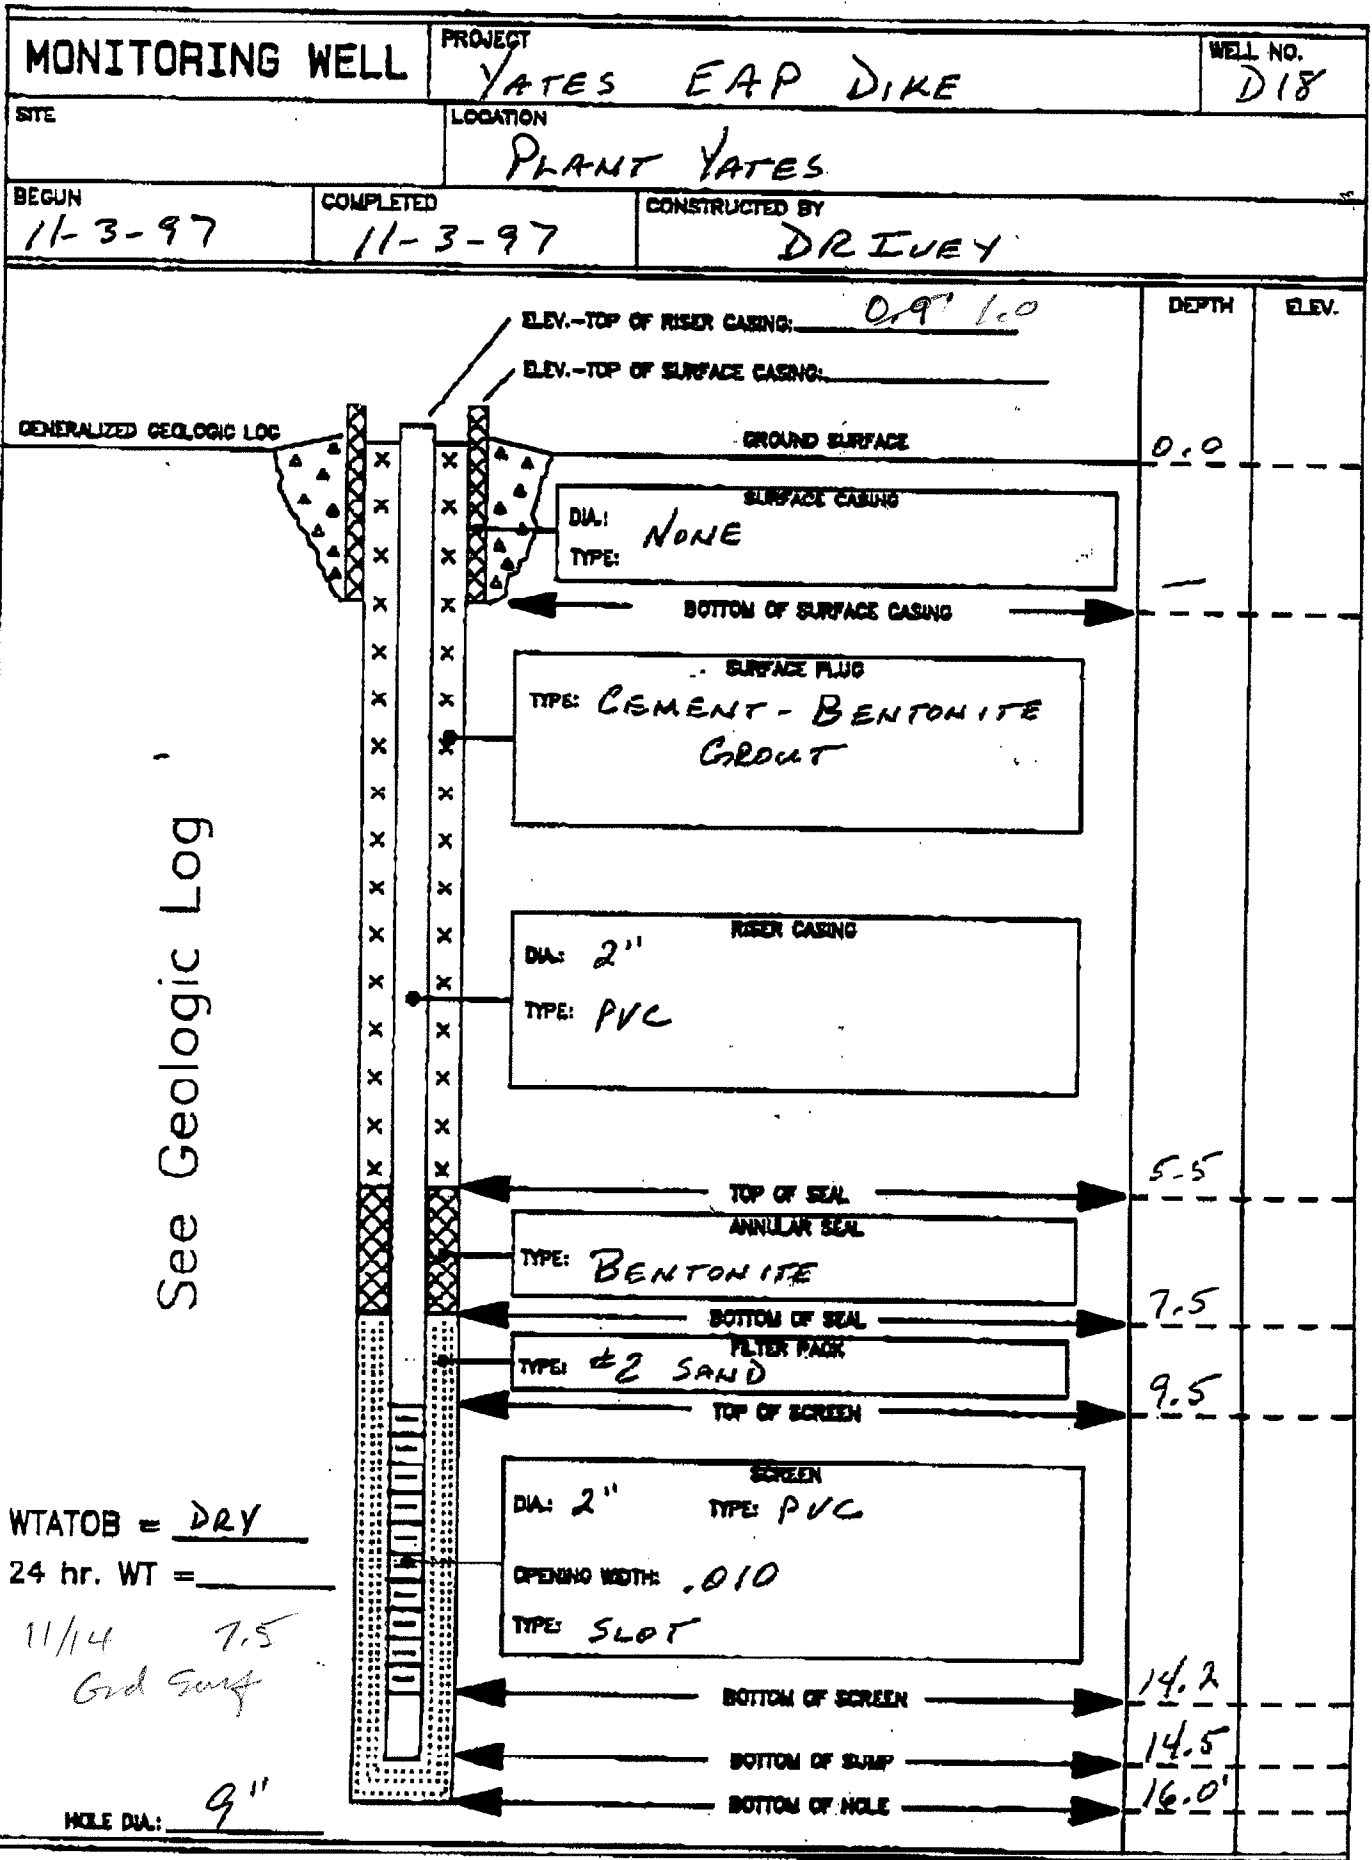 MONITORING WELL
PROJECT
YATES EAP DIKE
WELL NO.
D18
SITE
LOCATION
PLANT YATES
BEGUN
11-3-97
COMPLETED
11-3-97
CONSTRUCTED BY
DR IVEY
DEPTH
ELEV.
ELEV.-TOP OF RISER CASING: 0.9' 1.0
ELEV.-TOP OF SURFACE CASING:
GENERALIZED GEOLOGIC LOG
GROUND SURFACE
0.0
SURFACE CASING
DIA.:
NONE
TYPE:
BOTTOM OF SURFACE CASING
—
SURFACE PLUG
TYPE: CEMENT - BENTONITE
GROUT
See Geologic Log
RISER CASING
DIA.: 2"
TYPE: PVC
TOP OF SEAL
5.5
ANNULAR SEAL
TYPE: BENTONITE
BOTTOM OF SEAL
7.5
FILTER PACK
TYPE: #2 SAND
TOP OF SCREEN
9.5
SCREEN
DIA.: 2" TYPE: PVC
OPENING WIDTH: .010
TYPE: SLOT
WTATOB = DRY
24 hr. WT =
11/14 7.5
Grd Surf
BOTTOM OF SCREEN
14.2
BOTTOM OF SUMP
14.5
BOTTOM OF HOLE
16.0'
HOLE DIA.: 9"